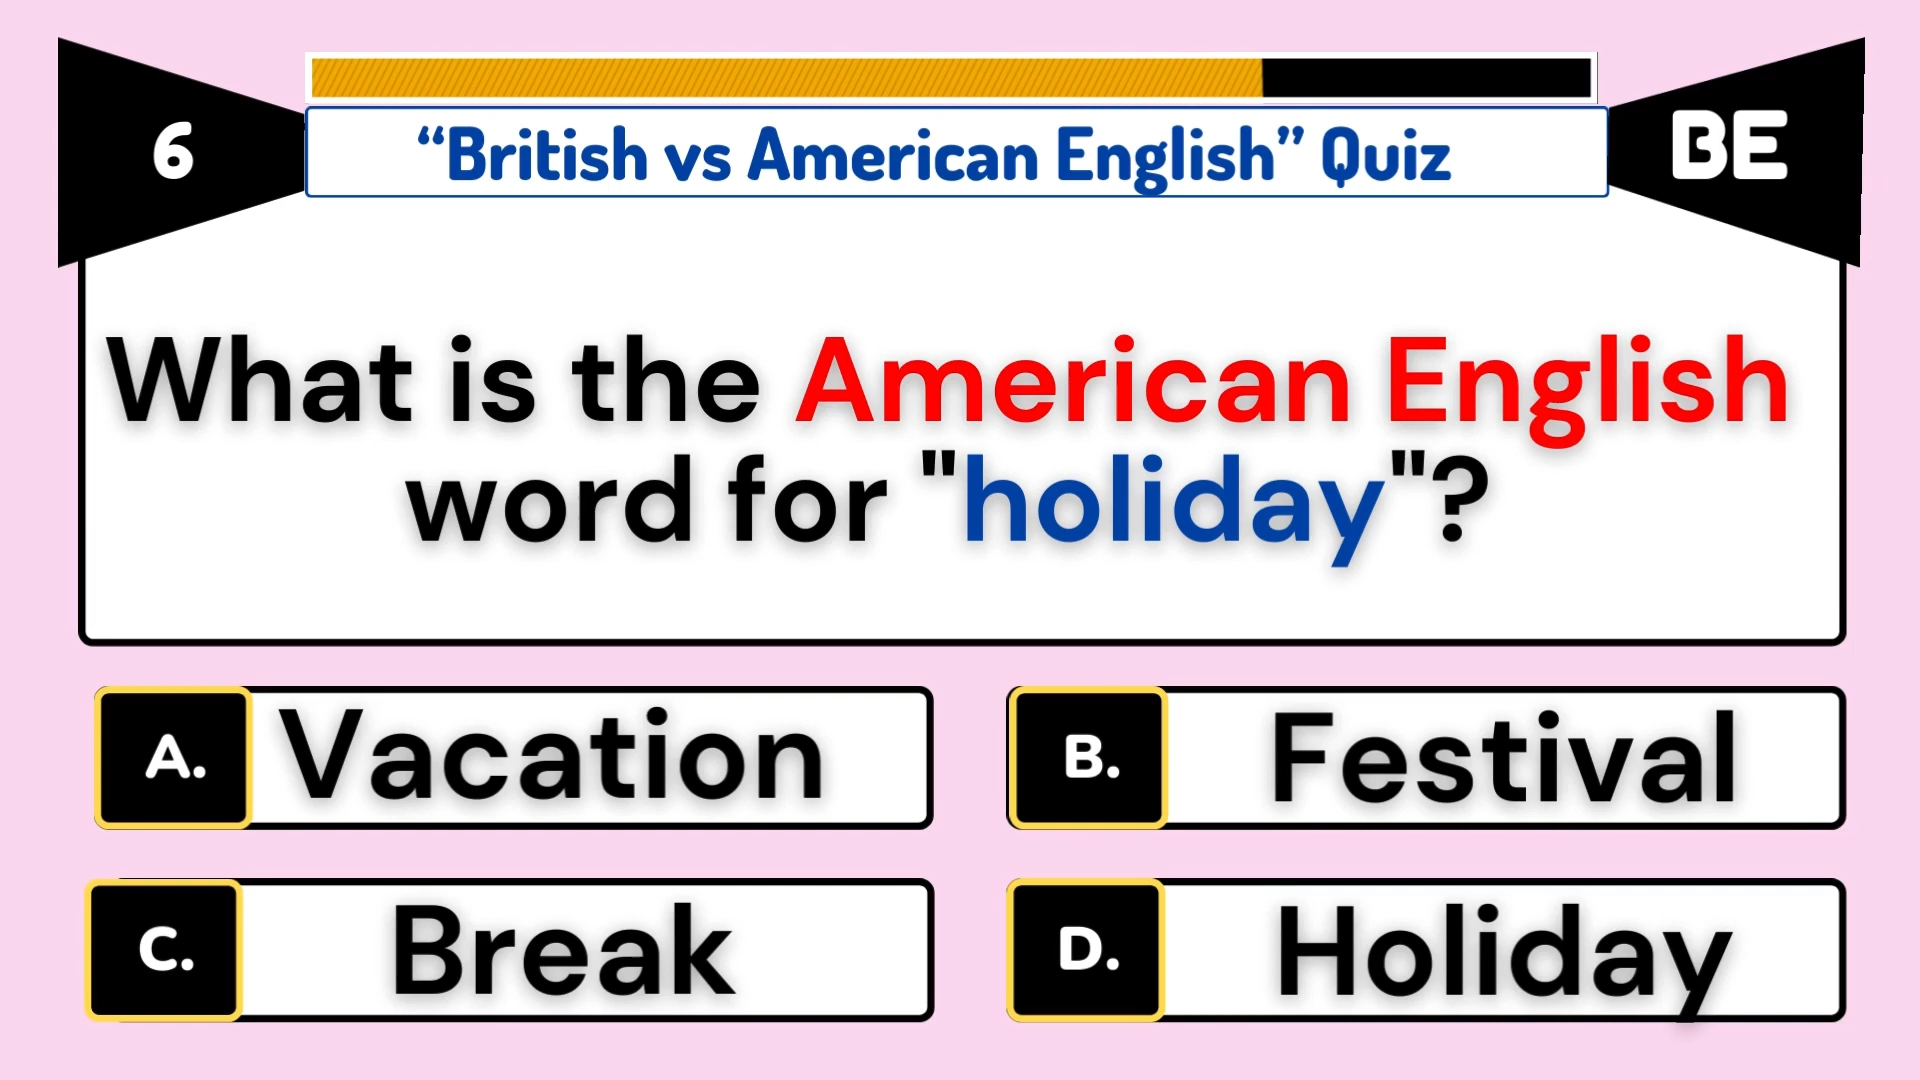 6
“British vs American English” Quiz
BE
What is the American English
word for "holiday"?
A. Vacation
B. Festival
C. Break
D. Holiday